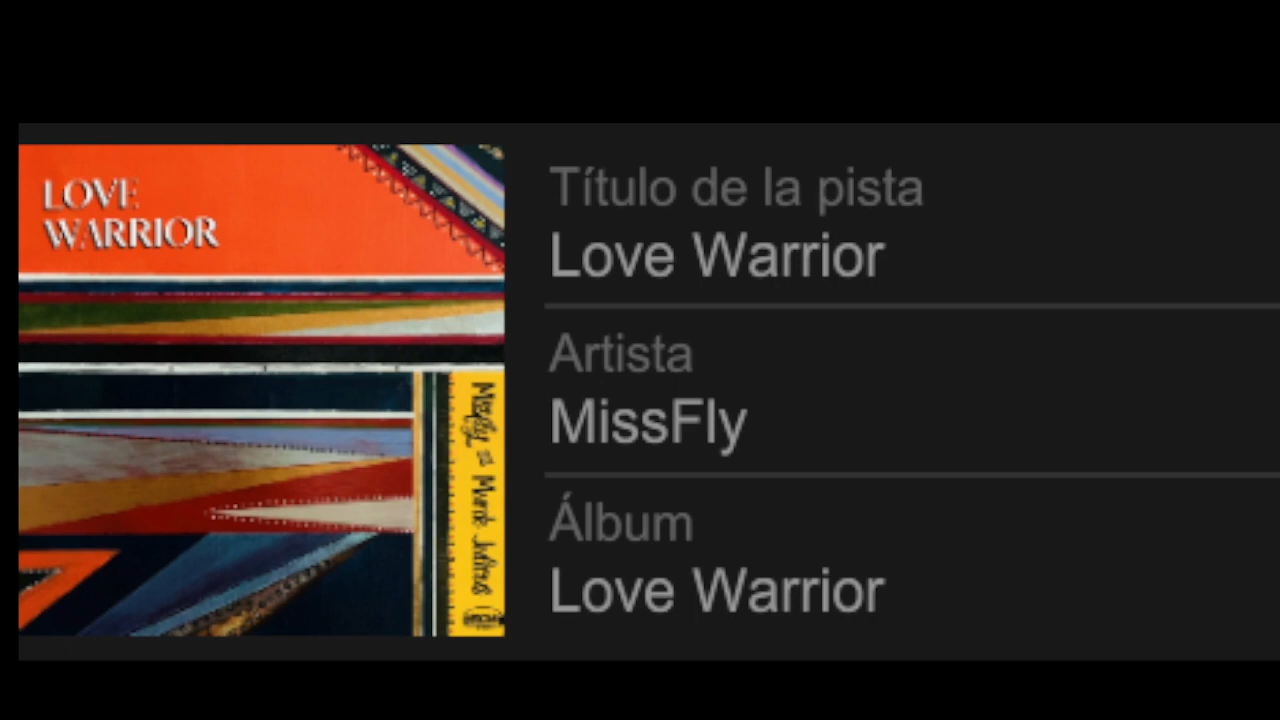 LOVE
WARRIOR
Título de la pista
Love Warrior
Artista
MissFly
Álbum
Love Warrior